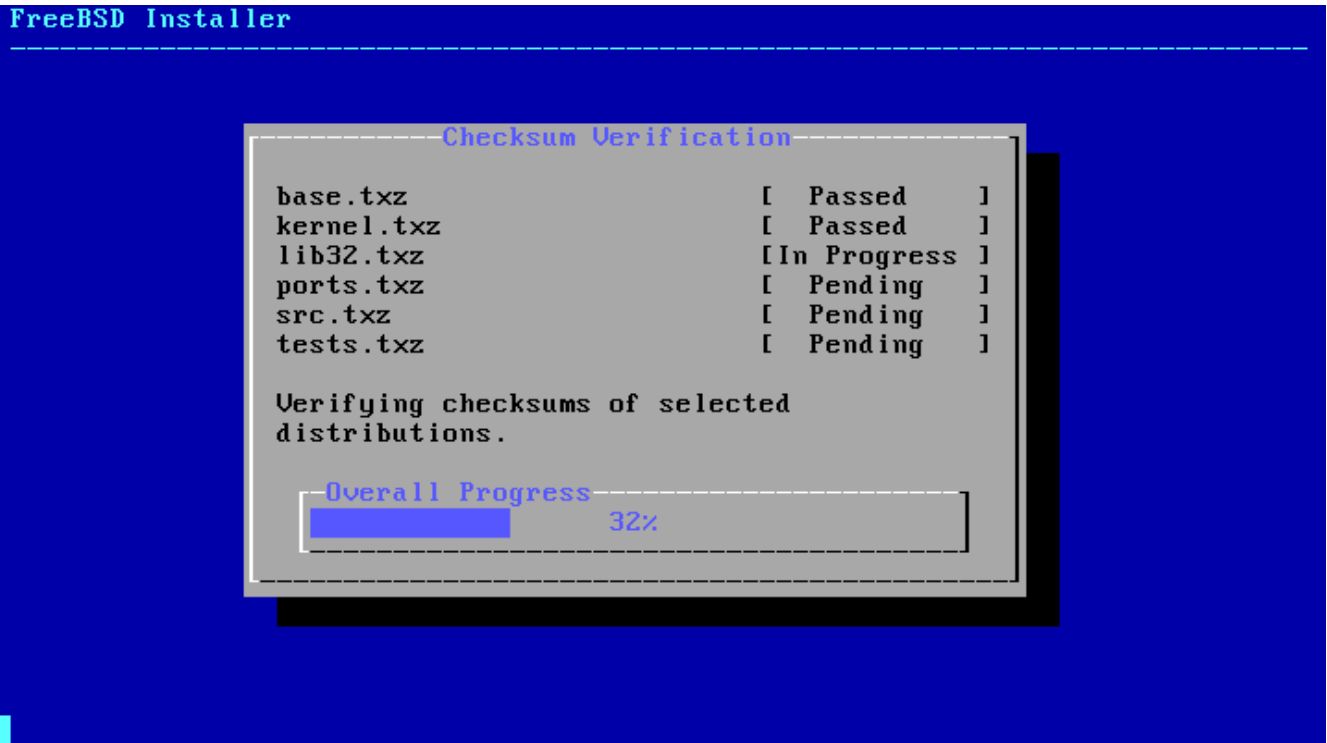 FreeBSD Installer
Checksum Verification
base.txz [ Passed ]
kernel.txz [ Passed ]
lib32.txz [In Progress ]
ports.txz [ Pending ]
src.txz [ Pending ]
tests.txz [ Pending ]
Verifying checksums of selected
distributions.
Overall Progress
32%